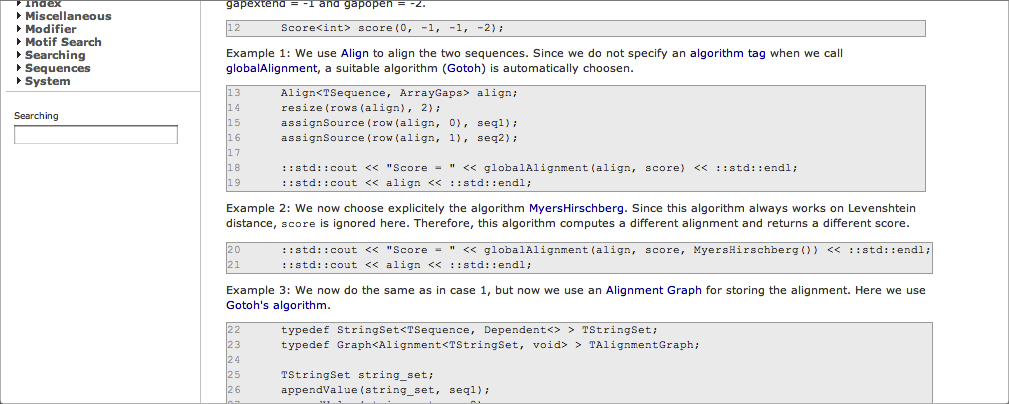 Index
Miscellaneous
Modifier
Motif Search
Searching
Sequences
System
Searching
gapextend = -1 and gapopen = -2.
12 Score<int> score(0, -1, -1, -2);
Example 1: We use Align to align the two sequences. Since we do not specify an algorithm tag when we call
globalAlignment, a suitable algorithm (Gotoh) is automatically choosen.
13 Align<TSequence, ArrayGaps> align;
14 resize(rows(align), 2);
15 assignSource(row(align, 0), seq1);
16 assignSource(row(align, 1), seq2);
17
18 ::std::cout << "Score = " << globalAlignment(align, score) << ::std::endl;
19 ::std::cout << align << ::std::endl;
Example 2: We now choose explicitely the algorithm MyersHirschberg. Since this algorithm always works on Levenshtein
distance, score is ignored here. Therefore, this algorithm computes a different alignment and returns a different score.
20 ::std::cout << "Score = " << globalAlignment(align, score, MyersHirschberg()) << ::std::endl;
21 ::std::cout << align << ::std::endl;
Example 3: We now do the same as in case 1, but now we use an Alignment Graph for storing the alignment. Here we use
Gotoh's algorithm.
22 typedef StringSet<TSequence, Dependent<> > TStringSet;
23 typedef Graph<Alignment<TStringSet, void> > TAlignmentGraph;
24
25 TStringSet string_set;
26 appendValue(string_set, seq1);